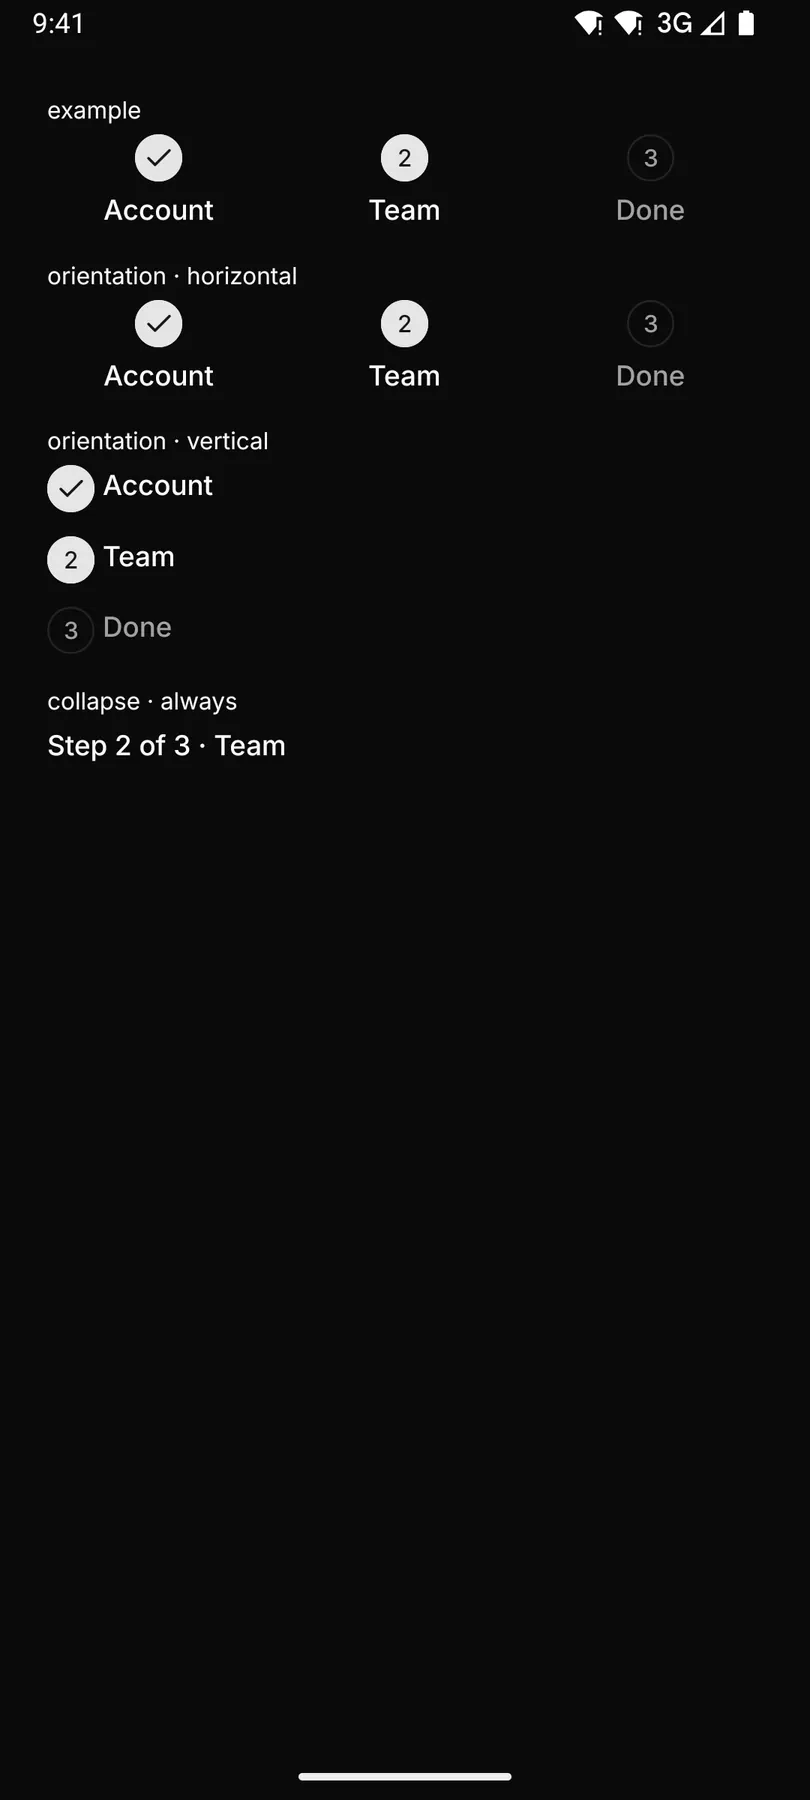 9:41 3G
example
2 3
Account Team Done
orientation · horizontal
2 3
Account Team Done
orientation · vertical
Account
2 Team
3 Done
collapse · always
Step 2 of 3 · Team